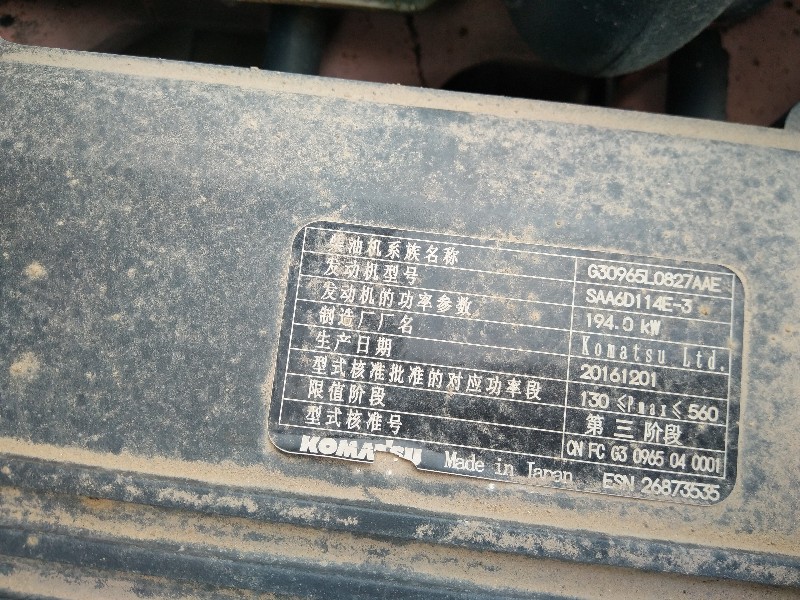 柴油机系族名称 G30965L0827AAE
发动机型号 SAA6D114E-3
发动机的功率参数 194.0 kW
制造厂厂名 Komatsu Ltd.
生产日期 20161201
型式核准批准的对应功率段 130 ≤Pmax≤ 560
限值阶段 第三阶段
型式核准号 CN FC G3 0965 04 0001
KOMATSU Made in Japan ESN 26873535